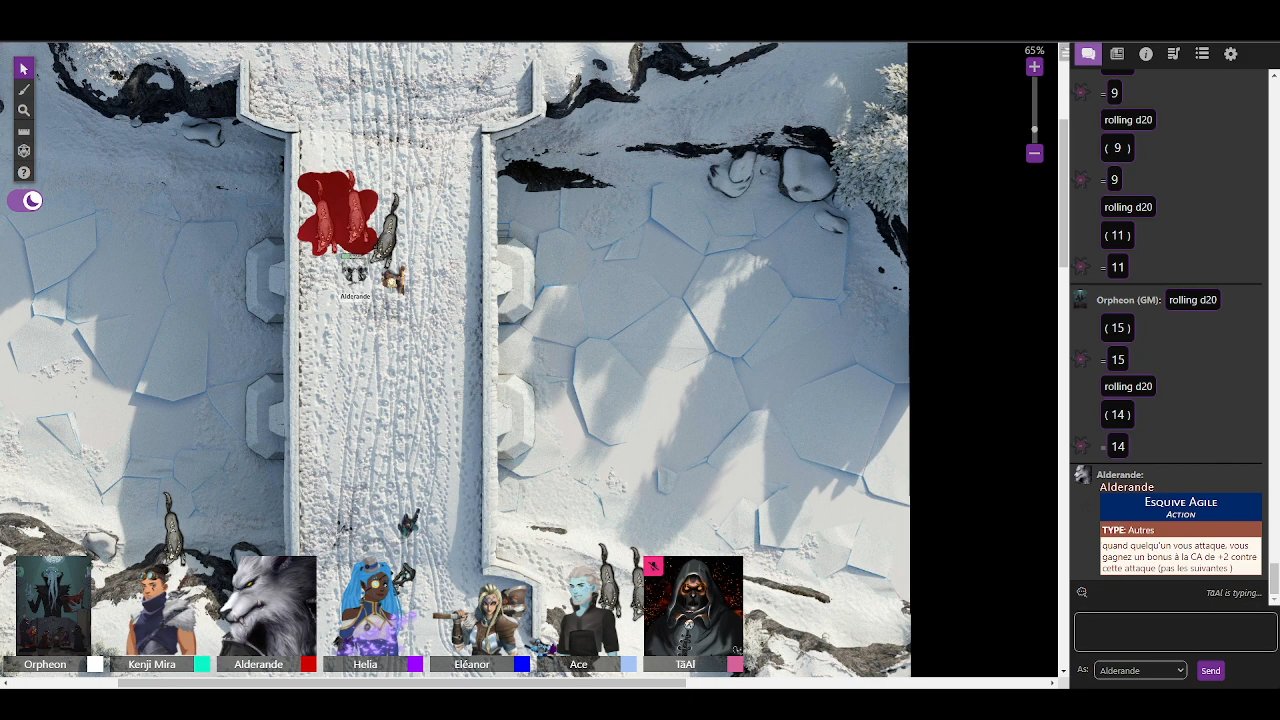 65%
= 9
rolling d20
( 9 )
= 9
rolling d20
( 11 )
= 11
Orpheon (GM): rolling d20
( 15 )
= 15
rolling d20
( 14 )
= 14
Alderande:
Alderande
Esquive Agile
Action
TYPE: Autres
quand quelqu'un vous attaque, vous
gagnez un bonus à la CA de +2 contre
cette attaque (pas les suivantes )
TäAl is typing...
As: Alderande Send
Alderande
Orpheon
Kenji Mira
Alderande
Helia
Eléanor
Ace
TäAl